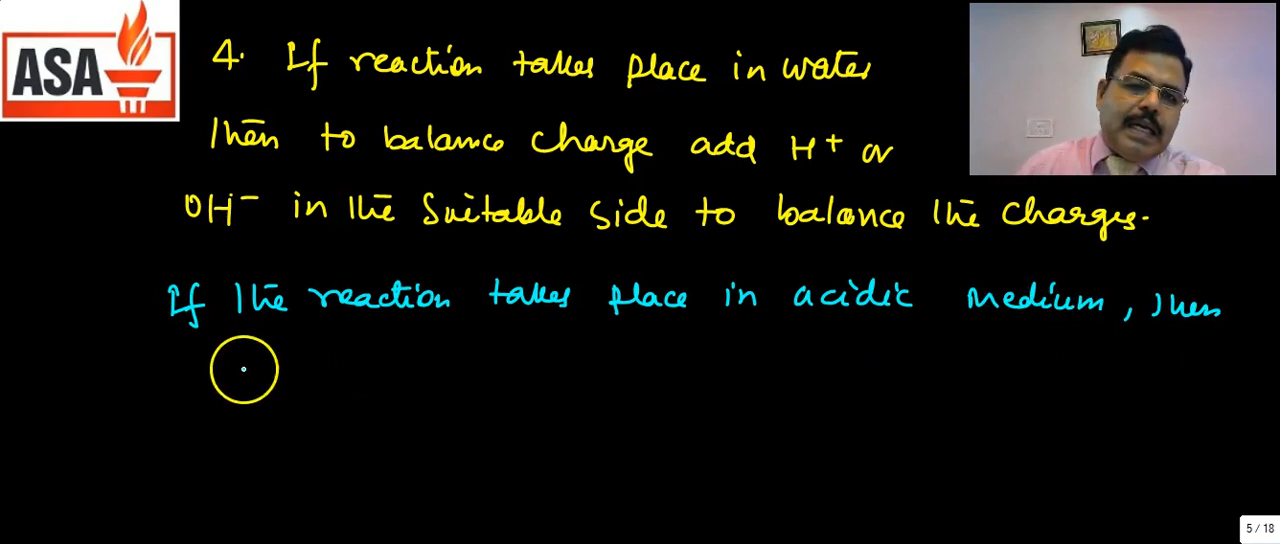 ASA
4. If reaction takes place in water
then to balance charge add H+ or
OH- in the suitable side to balance the charges.
If the reaction takes place in acidic medium, then
5 / 18